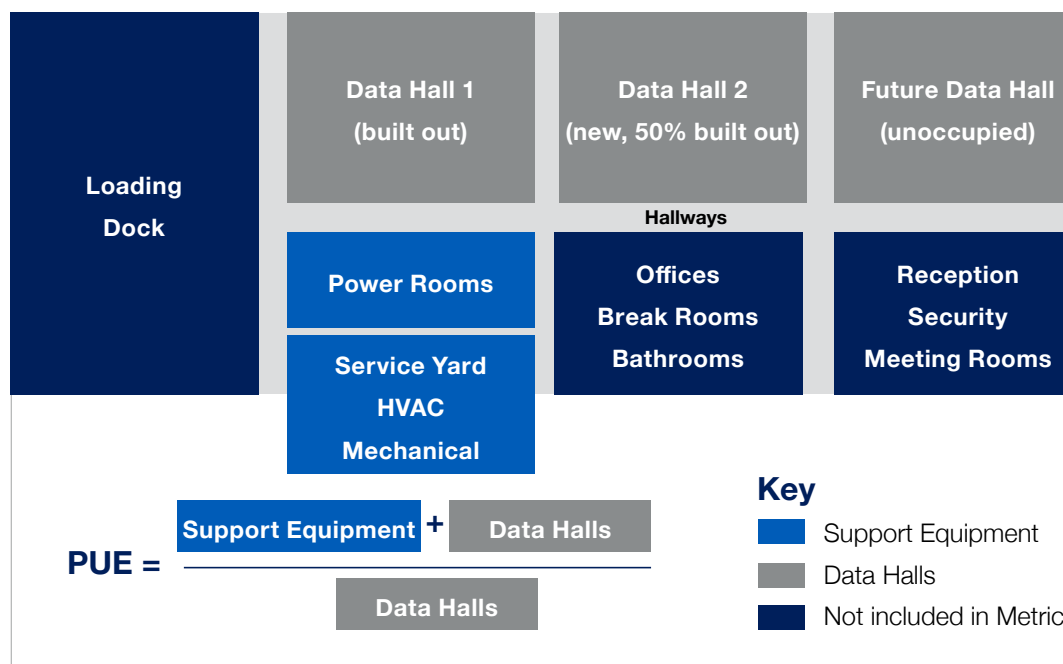 Loading
Dock
Data Hall 1
(built out)
Data Hall 2
(new, 50% built out)
Future Data Hall
(unoccupied)
Hallways
Power Rooms
Service Yard
HVAC
Mechanical
Offices
Break Rooms
Bathrooms
Reception
Security
Meeting Rooms
PUE =
Support Equipment + Data Halls
Data Halls
Key
Support Equipment
Data Halls
Not included in Metric